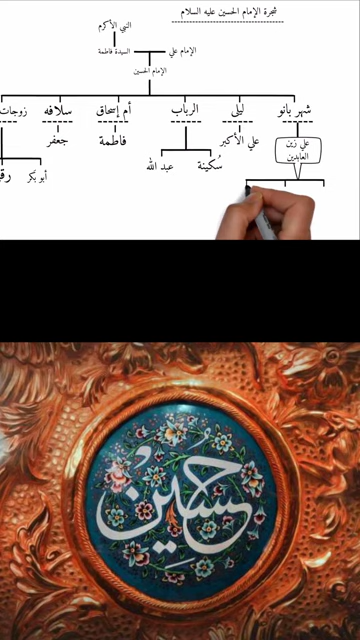 شجرة الإمام الحسين عليه السلام
النبي الأكرم
الإمام علي السيدة فاطمة
الإمام الحسين
شهر بانو ليلى الرباب أم إسحاق سلافه زوجات
علي زين العابدين علي الأكبر سُكينة عبد الله فاطمة جعفر
أبو بكر
حُسَيْن